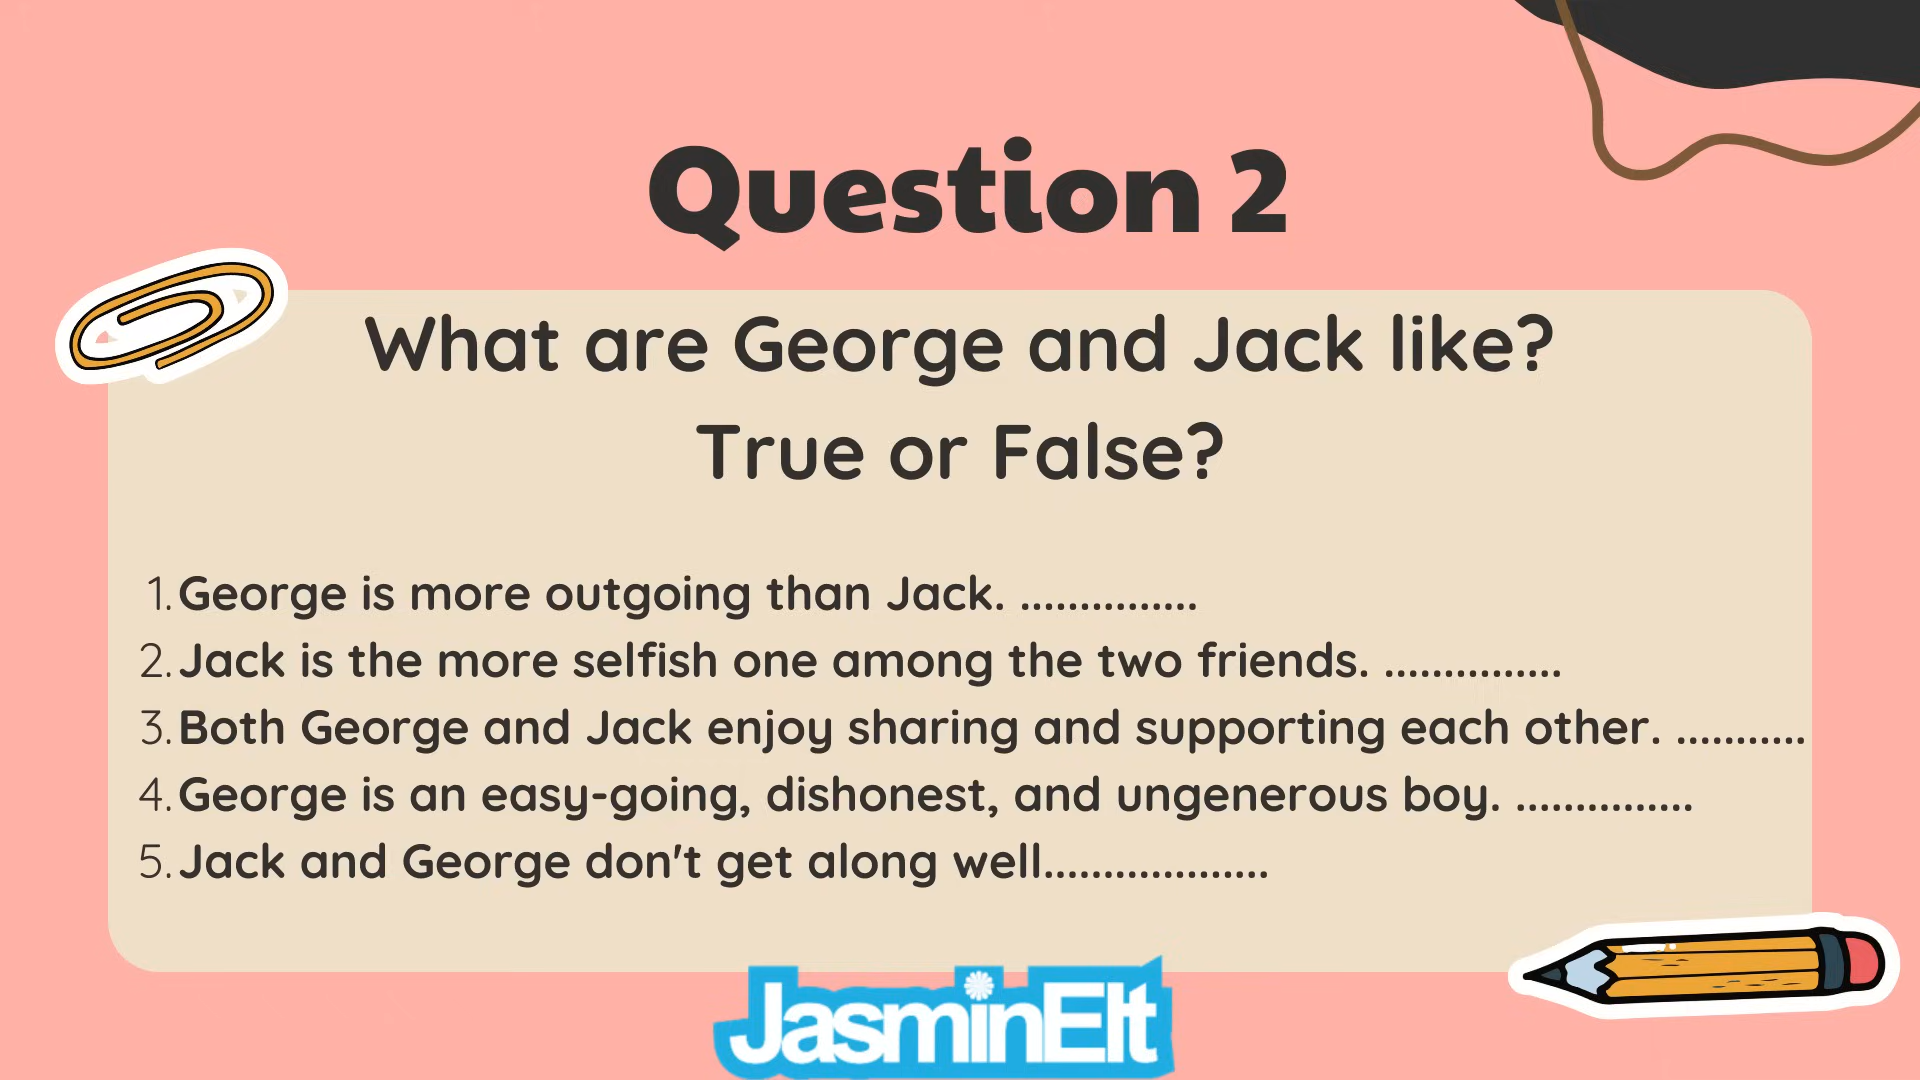 Question 2
What are George and Jack like?
True or False?
1. George is more outgoing than Jack. ...............
2. Jack is the more selfish one among the two friends. ...............
3. Both George and Jack enjoy sharing and supporting each other. ...........
4. George is an easy-going, dishonest, and ungenerous boy. ...............
5. Jack and George don't get along well...................
JasminElt